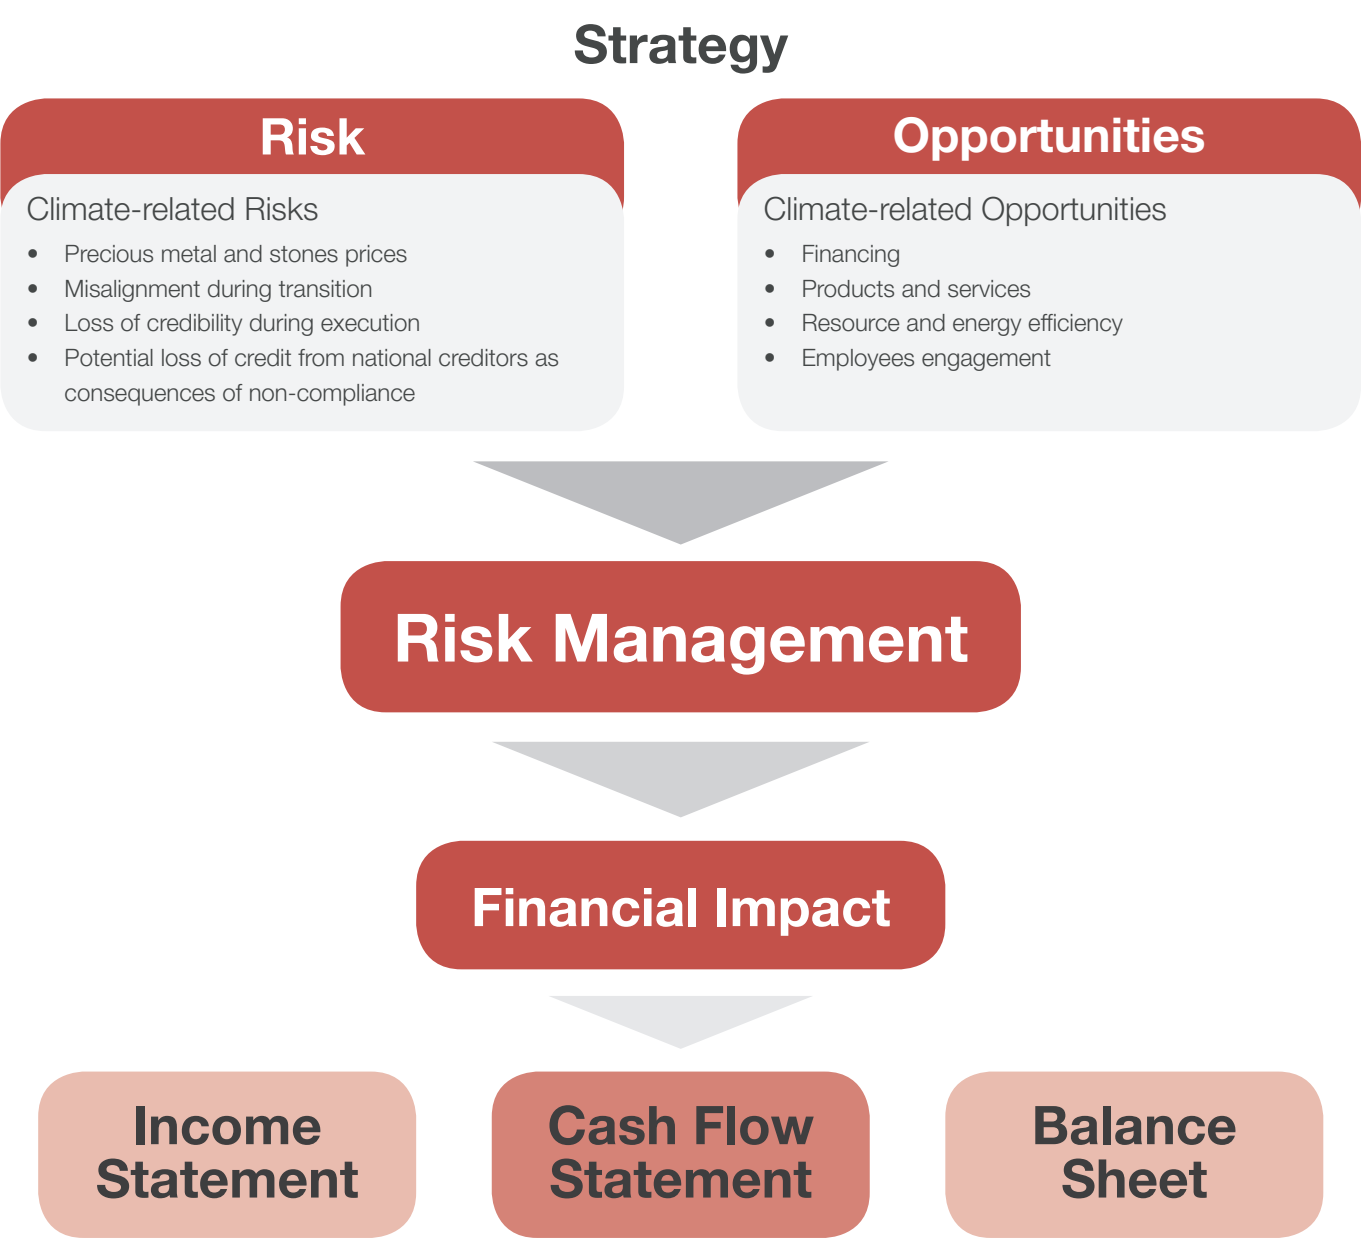 Strategy
Risk
Climate-related Risks
• Precious metal and stones prices
• Misalignment during transition
• Loss of credibility during execution
• Potential loss of credit from national creditors as
consequences of non-compliance
Opportunities
Climate-related Opportunities
• Financing
• Products and services
• Resource and energy efficiency
• Employees engagement
Risk Management
Financial Impact
Income
Statement
Cash Flow
Statement
Balance
Sheet